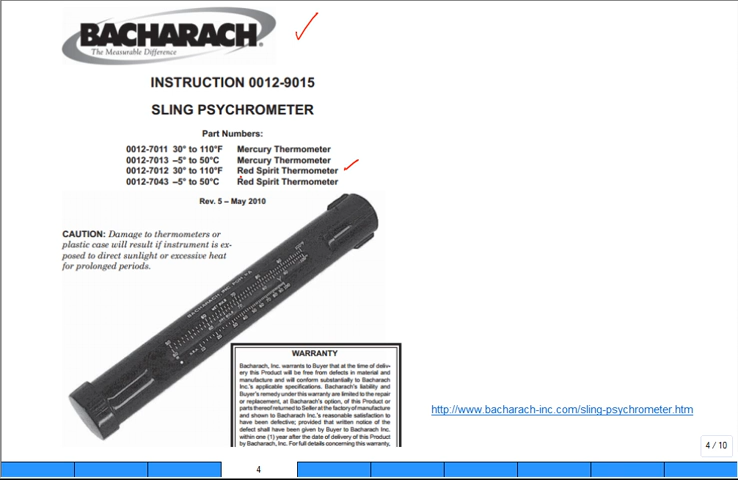 BACHARACH
The Measurable Difference
INSTRUCTION 0012-9015
SLING PSYCHROMETER
Part Numbers:
0012-7011 30° to 110°F Mercury Thermometer
0012-7013 –5° to 50°C Mercury Thermometer
0012-7012 30° to 110°F Red Spirit Thermometer
0012-7043 –5° to 50°C Red Spirit Thermometer
Rev. 5 – May 2010
CAUTION: Damage to thermometers or
plastic case will result if instrument is ex-
posed to direct sunlight or excessive heat
for prolonged periods.
BACHARACH INC.
WARRANTY
Bacharach, Inc. warrants to Buyer that at the time of deliv-
ery this Product will be free from defects in material and
manufacture and will conform substantially to Bacharach
Inc.'s applicable specifications. Bacharach's liability and
Buyer's remedy under this warranty are limited to the repair
or replacement, at Bacharach's option, of this Product or
parts thereof returned to Seller at the factory of manufacture
and shown to Bacharach Inc.'s reasonable satisfaction to
have been defective; provided that written notice of the
defect shall have been given by Buyer to Bacharach Inc.
within one (1) year after the date of delivery of this Product
by Bacharach, Inc. For full details concerning this warranty,
http://www.bacharach-inc.com/sling-psychrometer.htm
4 / 10
4